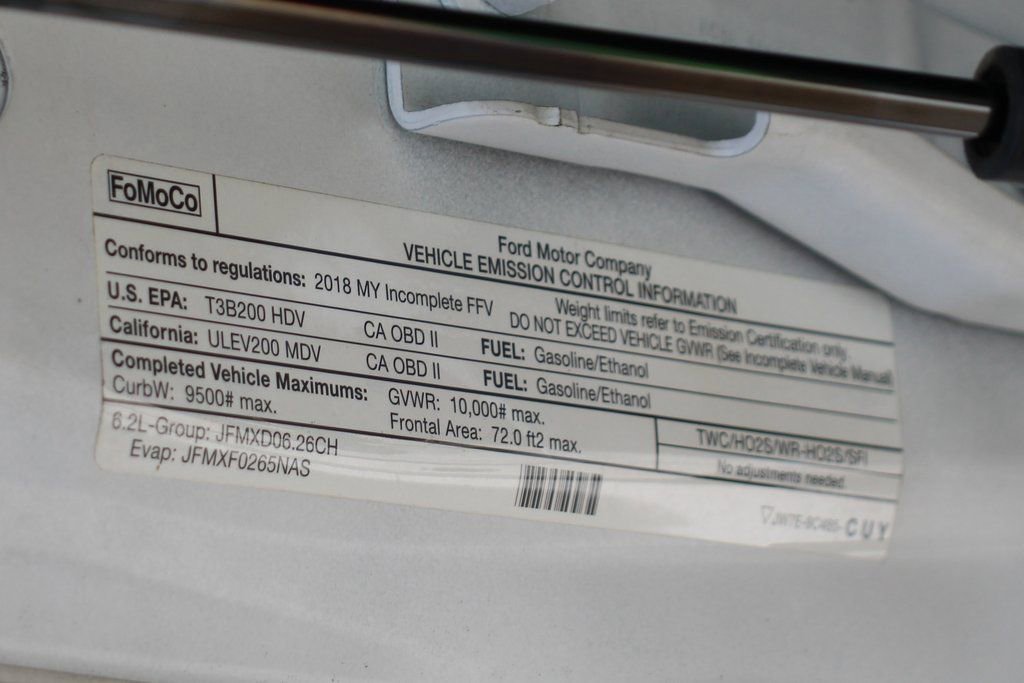 FoMoCo
Ford Motor Company
VEHICLE EMISSION CONTROL INFORMATION
Conforms to regulations: 2018 MY Incomplete FFV
Weight limits refer to Emission Certification only.
DO NOT EXCEED VEHICLE GVWR (See Incomplete Vehicle Manual)
U.S. EPA: T3B200 HDV CA OBD II FUEL: Gasoline/Ethanol
California: ULEV200 MDV CA OBD II FUEL: Gasoline/Ethanol
Completed Vehicle Maximums: GVWR: 10,000# max.
CurbW: 9500# max. Frontal Area: 72.0 ft2 max.
TWC/HO2S/WR-HO2S/SFI
No adjustments needed.
6.2L-Group: JFMXD06.26CH
Evap: JFMXF0265NAS
CUY